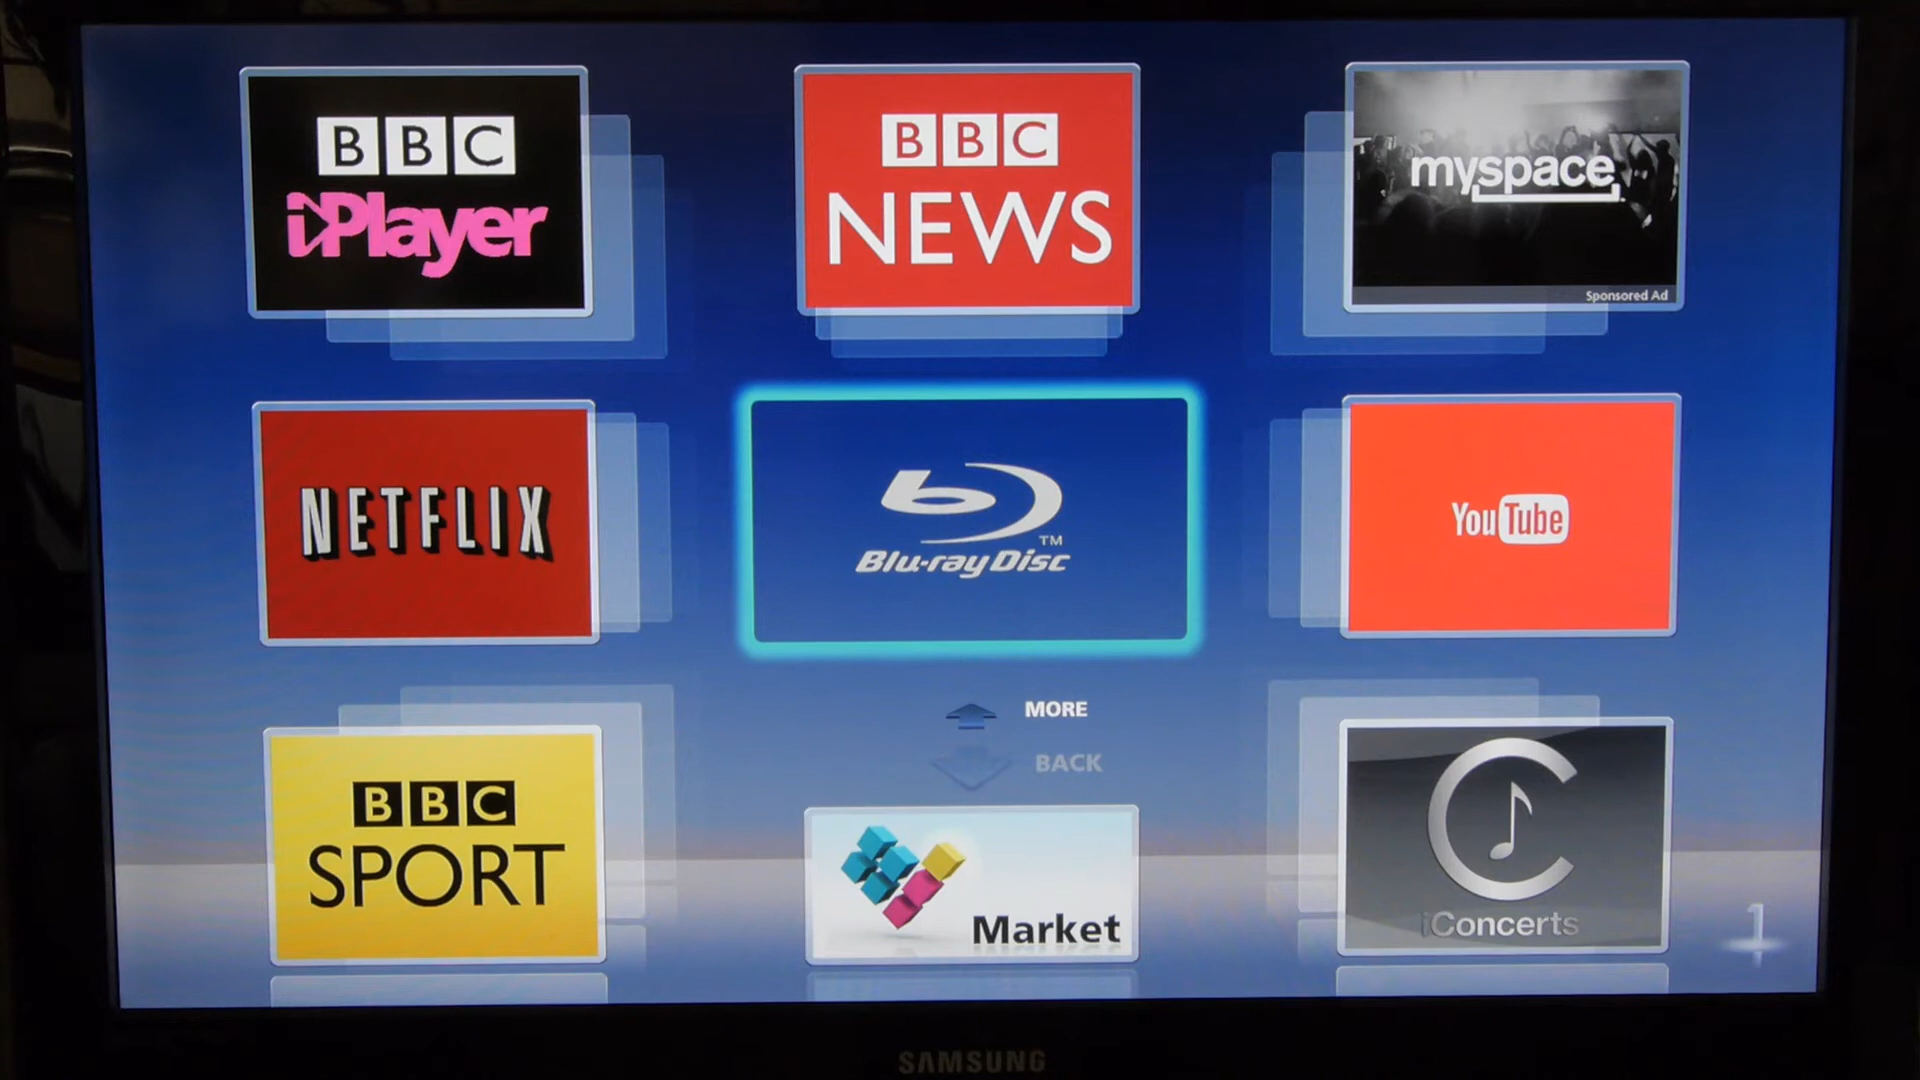 BBC
iPlayer
BBC
NEWS
myspace
Sponsored Ad
NETFLIX
TM
Blu-ray Disc
YouTube
MORE
BACK
BBC
SPORT
Market
iConcerts
1
SAMSUNG